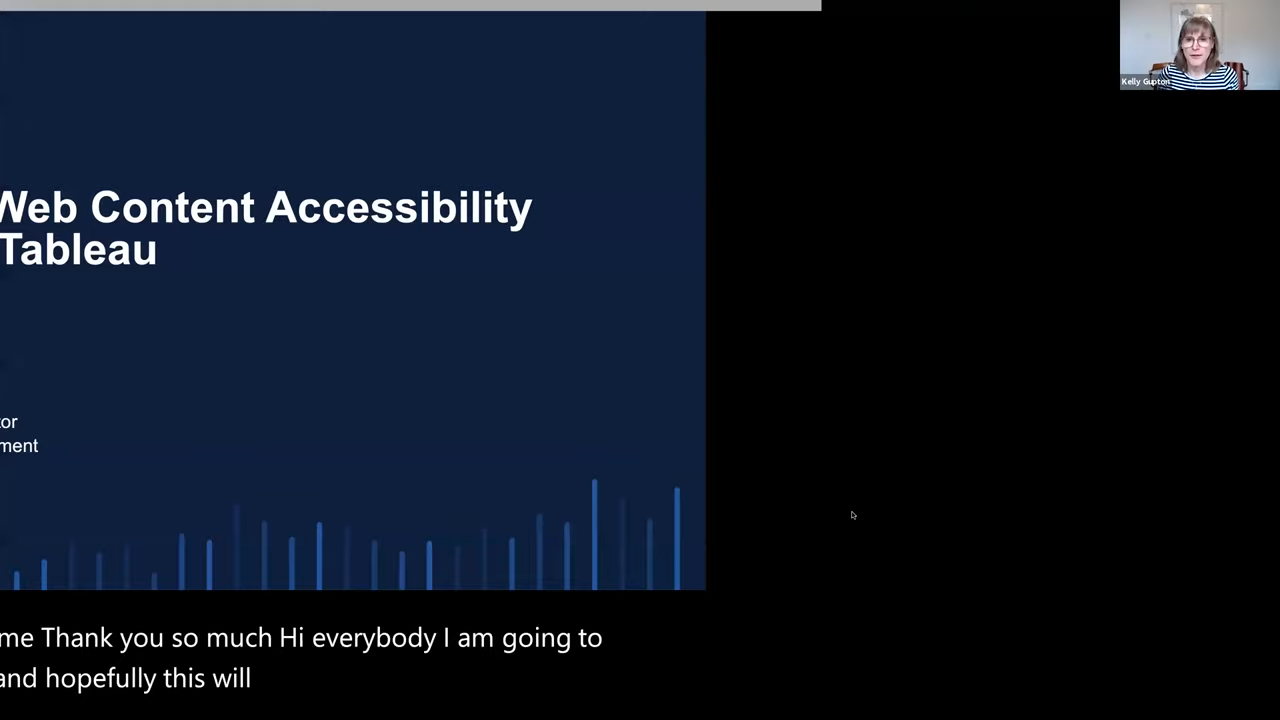 Web Content Accessibility
Tableau
Kelly Gupton
tor
ment
me Thank you so much Hi everybody I am going to
and hopefully this will